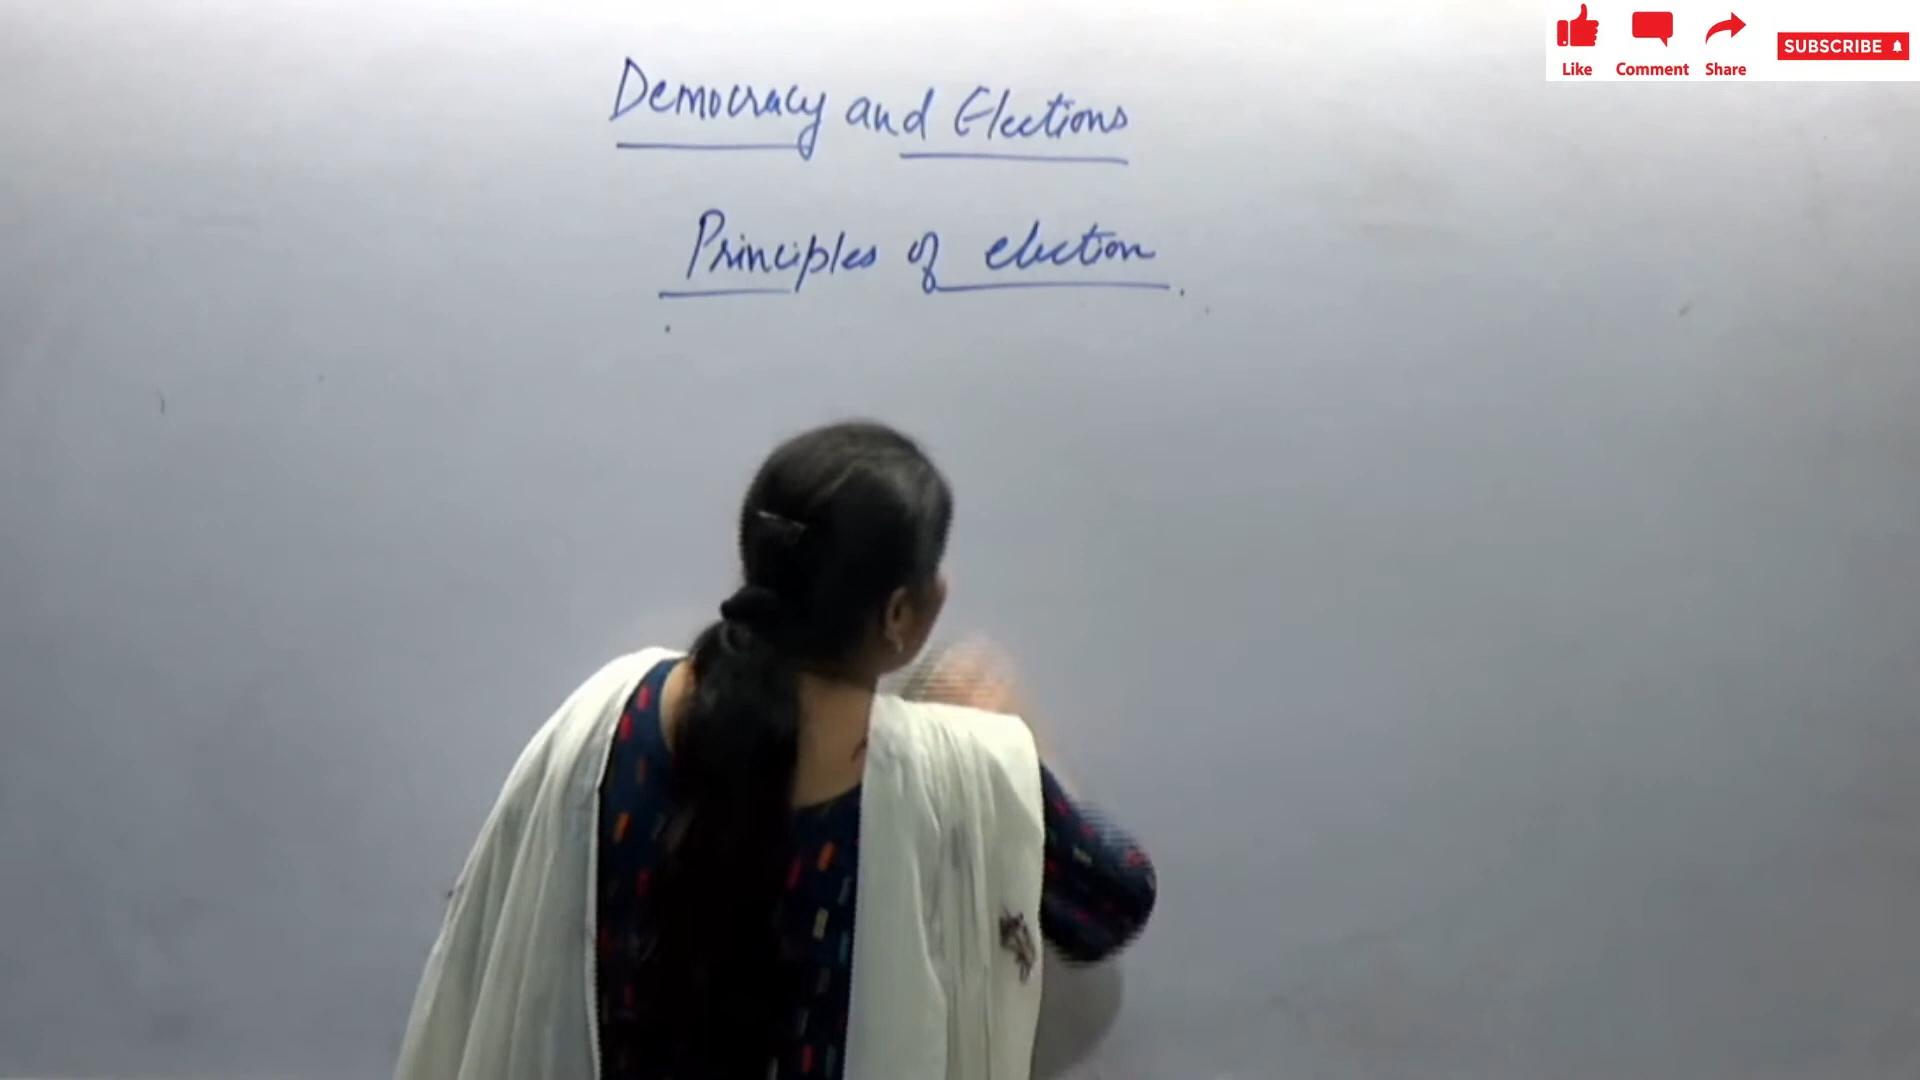 Democracy and Elections
Principles of election.
Like Comment Share
SUBSCRIBE